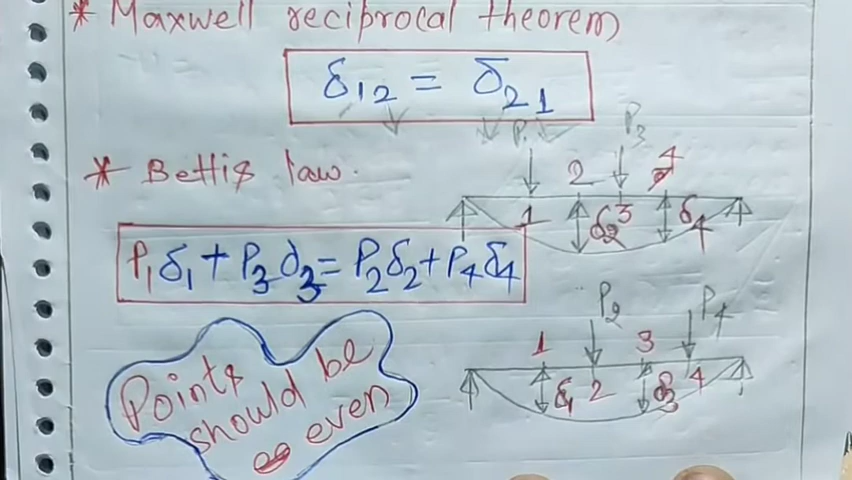 * Maxwell reciprocal theorem
δ12 = δ21
P1 P3
* Bettis law.
2 4
1 δ2 3 δ4
P1δ1 + P3δ3 = P2δ2 + P4δ4
P2 P4
1 3
δ1 2 δ3 4
Points
should be
even